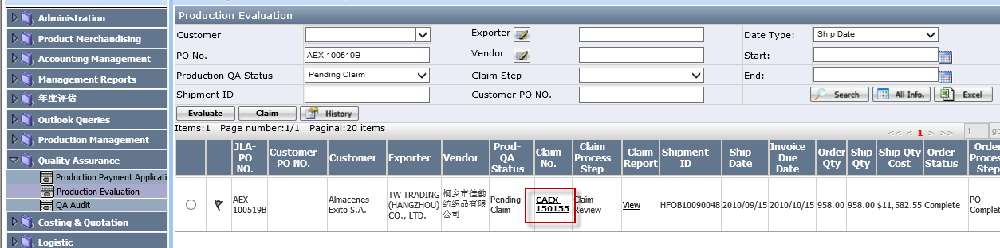 Administration
Product Merchandising
Accounting Management
Management Reports
年度评估
Outlook Queries
Production Management
Quality Assurance
Production Payment Applicati
Production Evaluation
QA Audit
Costing & Quotation
Logistic
Production Evaluation
Customer Exporter Date Type: Ship Date
PO No. AEX-100519B Vendor Start:
Production QA Status Pending Claim Claim Step End:
Shipment ID Customer PO NO. Search All Info. Excel
Evaluate Claim History
Items:1 Page number:1/1 Paginal:20 items << < 1 > >> 1 go
JLA-PO NO. Customer PO NO. Customer Exporter Vendor Prod-QA Status Claim No. Claim Process Step Claim Report Shipment ID Ship Date Invoice Due Date Order Qty Ship Qty Ship Qty Cost Order Status Order Process Step
AEX-100519B Almacenes Exito S.A. TW TRADING (HANGZHOU) CO., LTD. 桐乡市佳韵纺织品有限公司 Pending Claim CAEX-150155 Claim Review View HFOB10090048 2010/09/15 2010/10/15 958.00 958.00 $11,582.55 Complete PO Complet